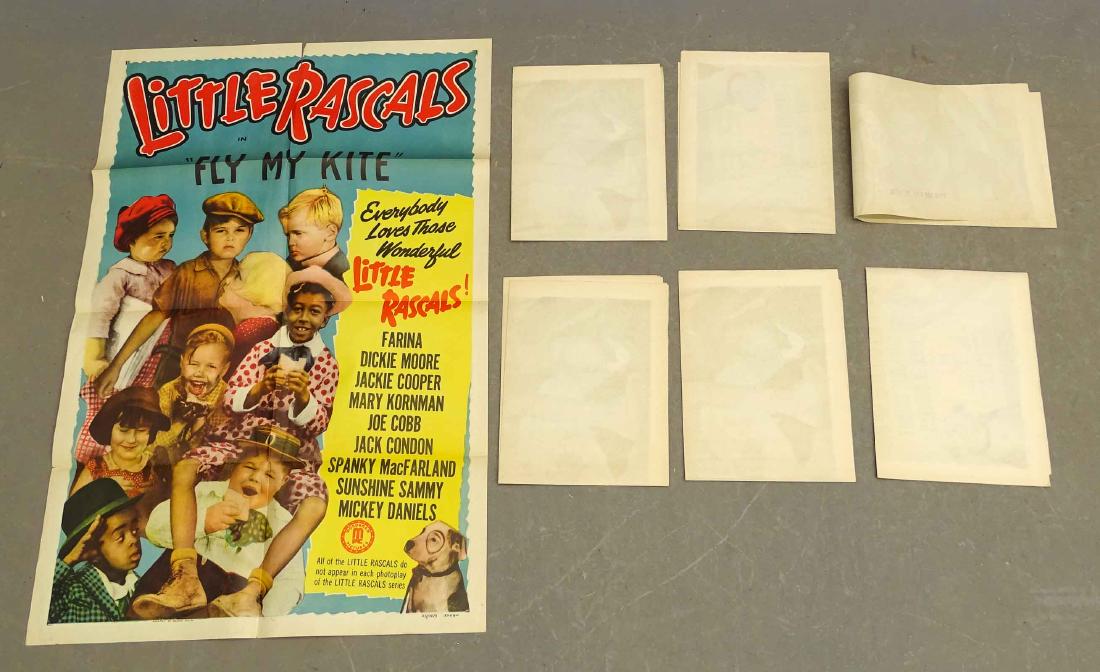 LITTLE RASCALS
IN
"FLY MY KITE"
Everybody
Loves Those
Wonderful
LITTLE
RASCALS!
FARINA
DICKIE MOORE
JACKIE COOPER
MARY KORNMAN
JOE COBB
JACK CONDON
SPANKY MacFARLAND
SUNSHINE SAMMY
MICKEY DANIELS
All of the LITTLE RASCALS do
not appear in each photoplay
of the LITTLE RASCALS series